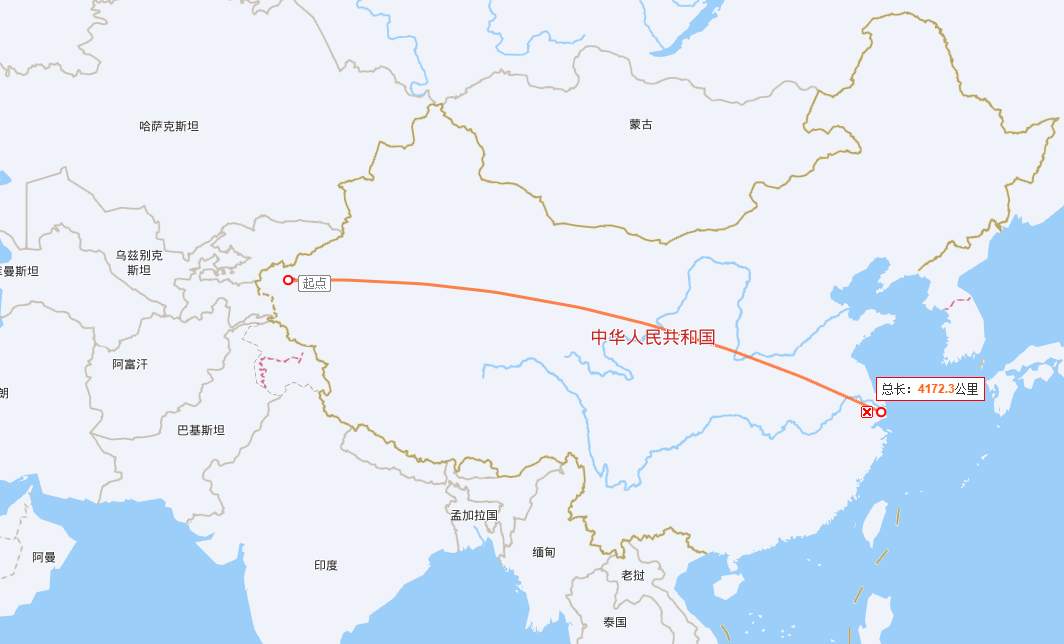 蒙古
哈萨克斯坦
乌兹别克
斯坦
曼斯坦
起点
中华人民共和国
阿富汗
总长：4172.3公里
朗
巴基斯坦
孟加拉国
缅甸
阿曼
印度
老挝
泰国